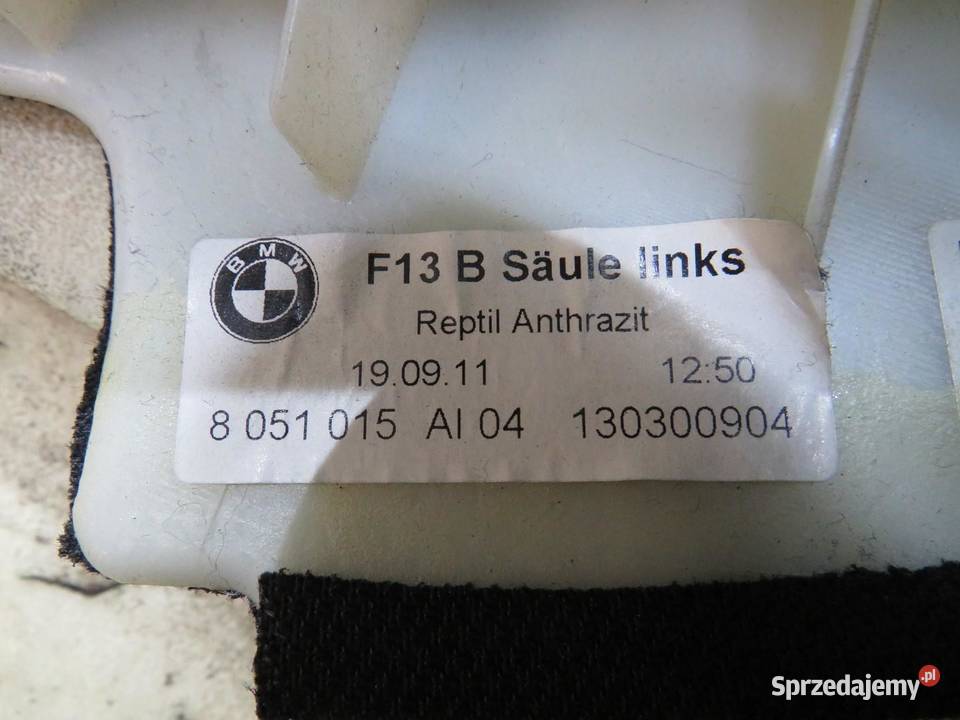 BMW
F13 B Säule links
Reptil Anthrazit
19.09.11 12:50
8 051 015 AI 04 130300904
Sprzedajemy.pl